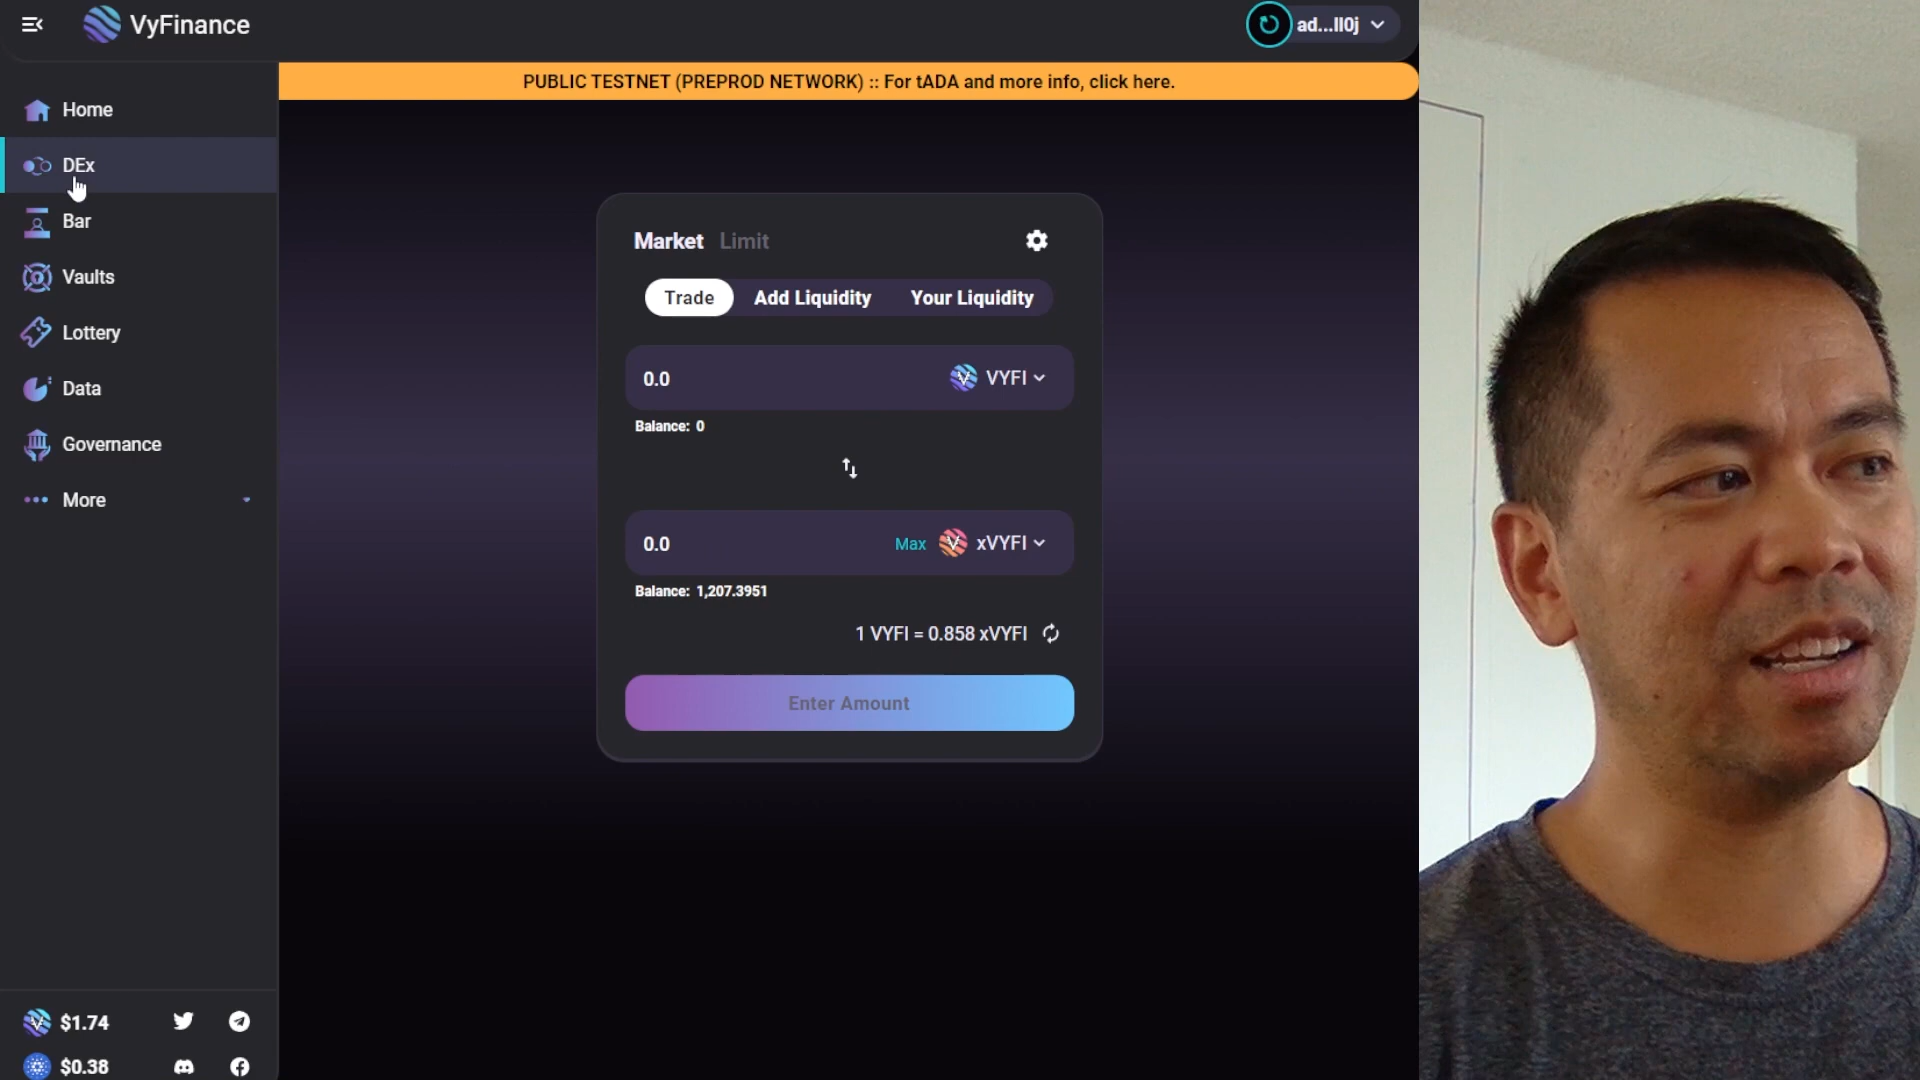 VyFinance
ad...ll0j
PUBLIC TESTNET (PREPROD NETWORK) :: For tADA and more info, click here.
Home
DEx
Bar
Vaults
Lottery
Data
Governance
More
Market Limit
Trade Add Liquidity Your Liquidity
0.0 VYFI
Balance: 0
0.0 Max xVYFI
Balance: 1,207.3951
1 VYFI = 0.858 xVYFI
Enter Amount
$1.74
$0.38